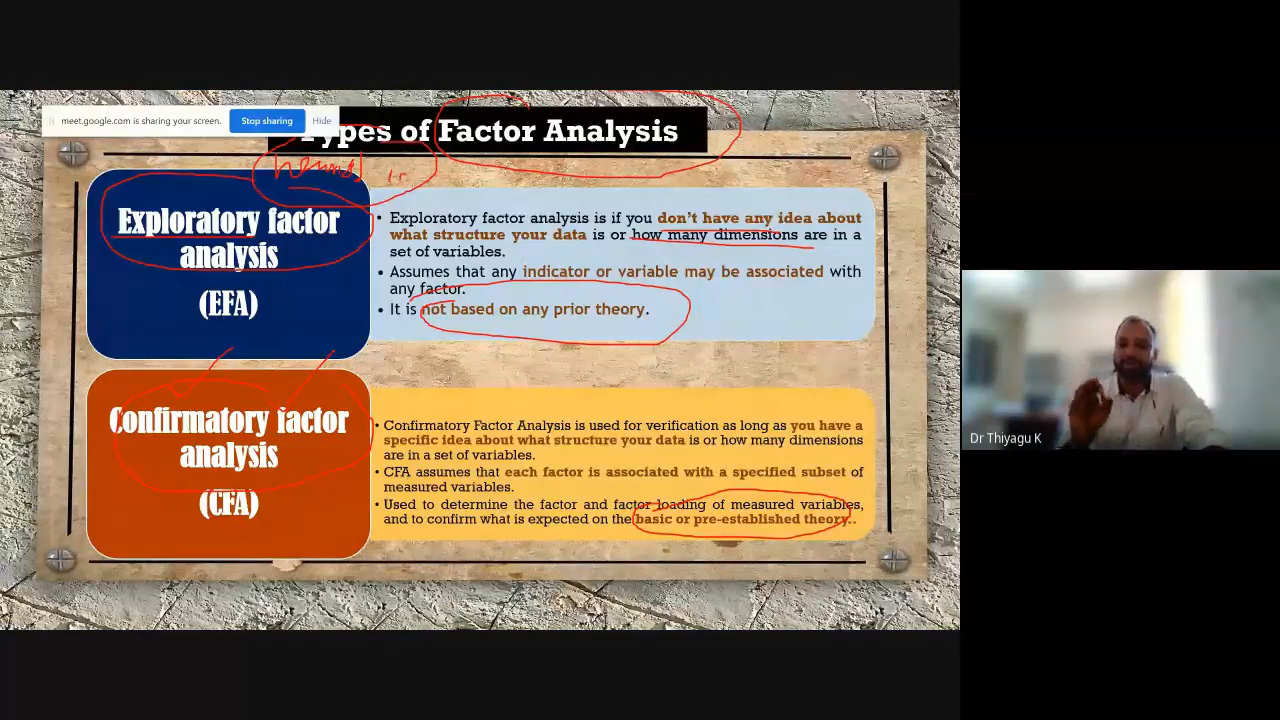 meet.google.com is sharing your screen. Stop sharing Hide
Types of Factor Analysis
Exploratory factor
analysis
(EFA)
• Exploratory factor analysis is if you don't have any idea about
what structure your data is or how many dimensions are in a
set of variables.
• Assumes that any indicator or variable may be associated with
any factor.
• It is not based on any prior theory.
Confirmatory factor
analysis
(CFA)
• Confirmatory Factor Analysis is used for verification as long as you have a
specific idea about what structure your data is or how many dimensions
are in a set of variables.
• CFA assumes that each factor is associated with a specified subset of
measured variables.
• Used to determine the factor and factor loading of measured variables,
and to confirm what is expected on the basic or pre-established theory..
Dr Thiyagu K